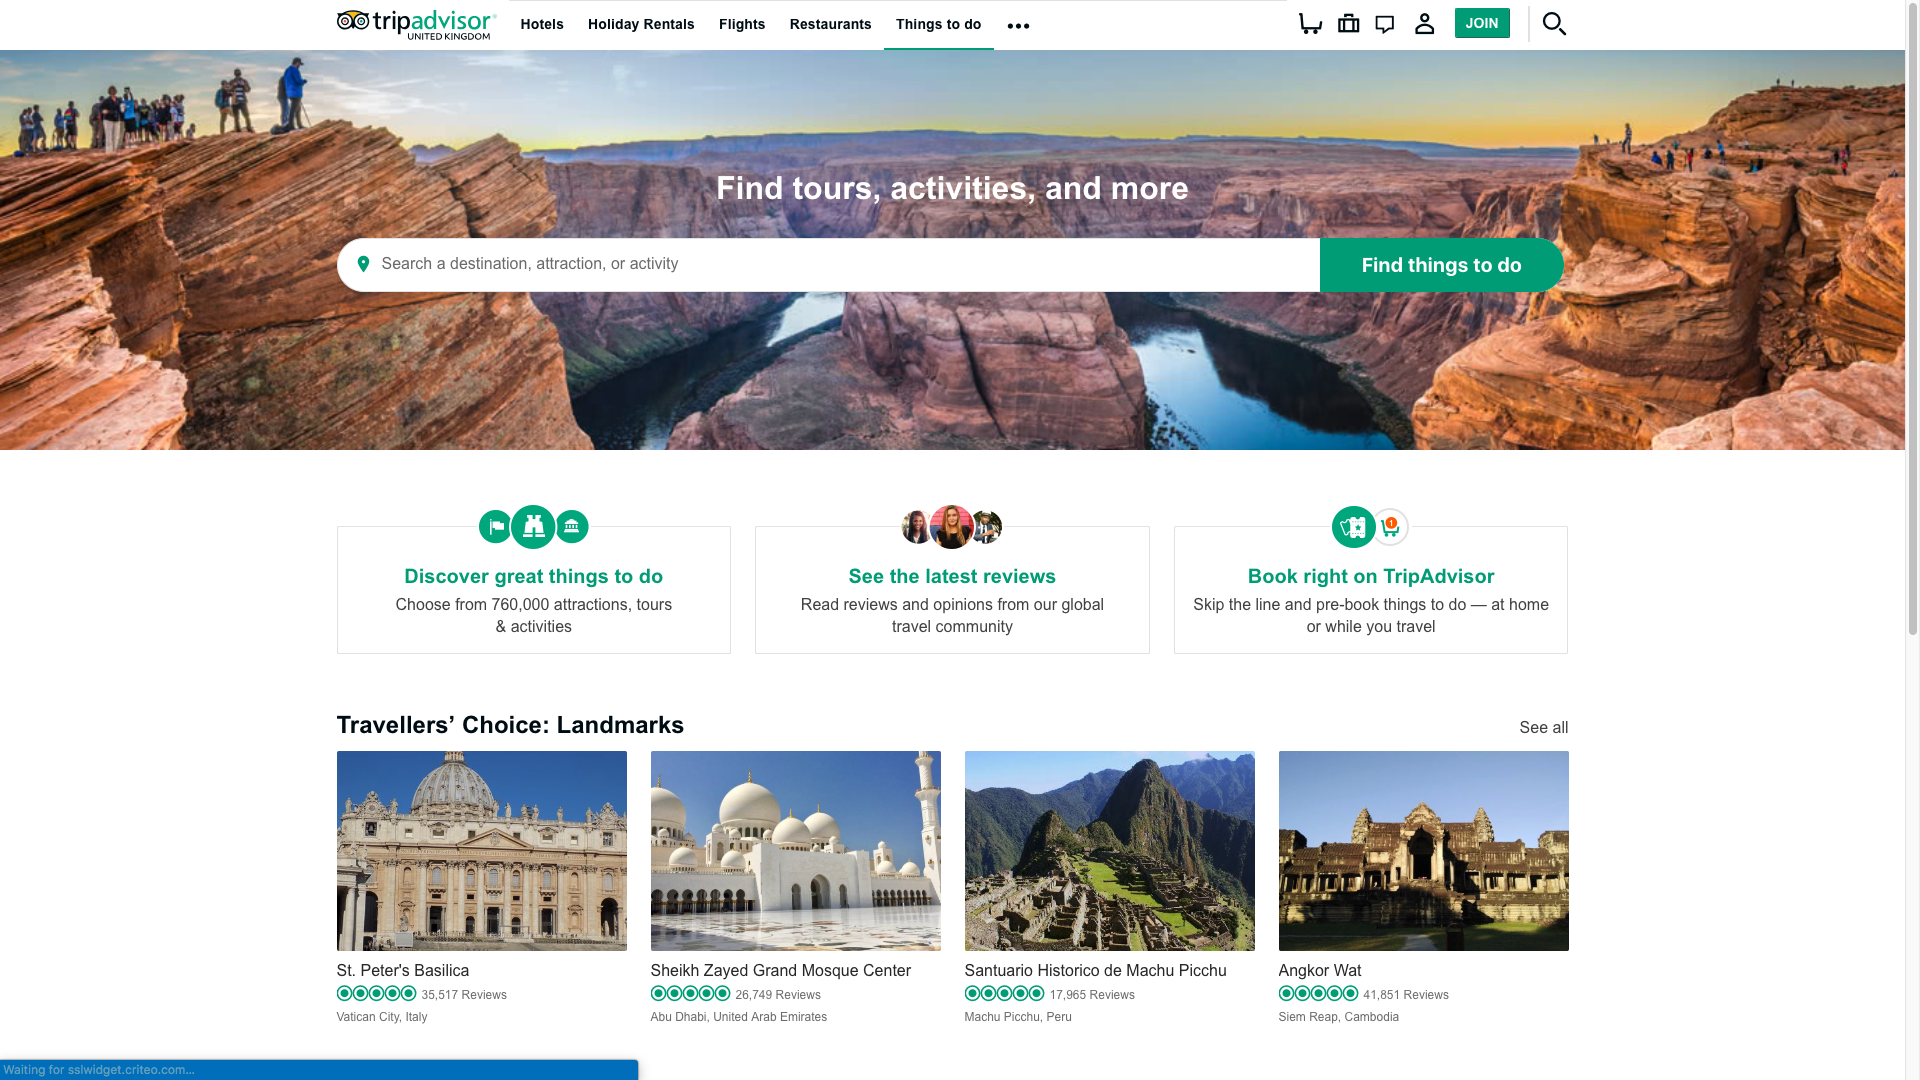 tripadvisor
UNITED KINGDOM
Hotels
Holiday Rentals
Flights
Restaurants
Things to do
JOIN
Find tours, activities, and more
Search a destination, attraction, or activity
Find things to do
1
Discover great things to do
Choose from 760,000 attractions, tours
& activities
See the latest reviews
Read reviews and opinions from our global
travel community
Book right on TripAdvisor
Skip the line and pre-book things to do — at home
or while you travel
Travellers’ Choice: Landmarks
See all
St. Peter's Basilica
35,517 Reviews
Vatican City, Italy
Sheikh Zayed Grand Mosque Center
26,749 Reviews
Abu Dhabi, United Arab Emirates
Santuario Historico de Machu Picchu
17,965 Reviews
Machu Picchu, Peru
Angkor Wat
41,851 Reviews
Siem Reap, Cambodia
Waiting for sslwidget.criteo.com...